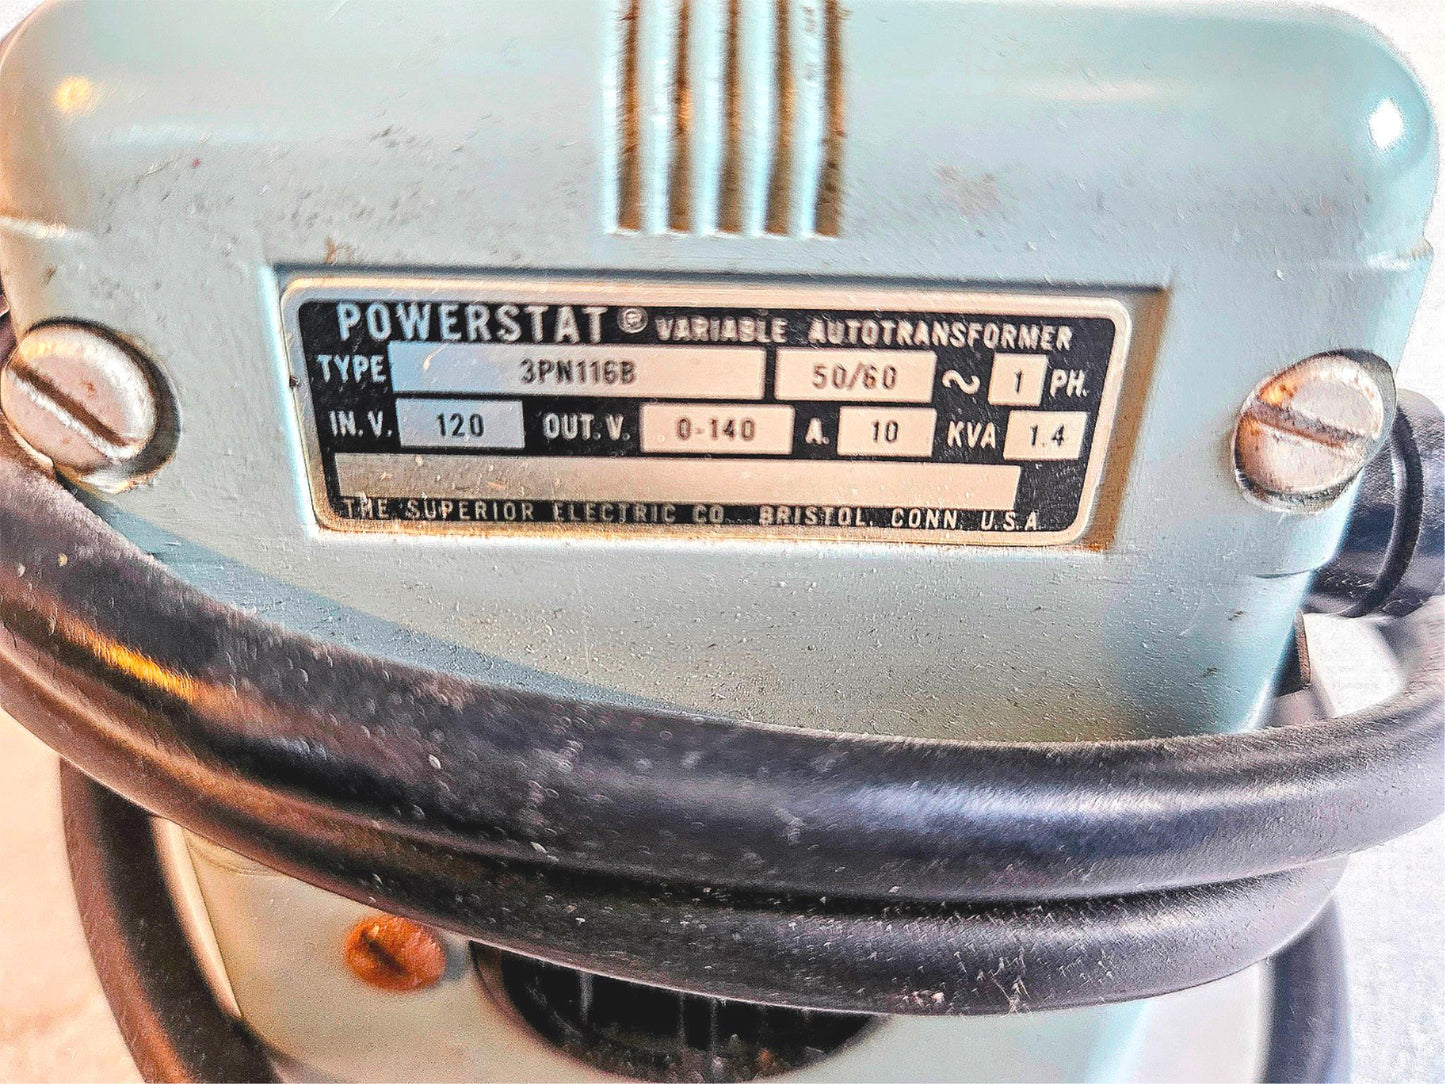 POWERSTAT® VARIABLE AUTOTRANSFORMER
TYPE 3PN116B 50/60 ~ 1 PH.
IN. V. 120 OUT. V. 0-140 A. 10 KVA 1.4
THE SUPERIOR ELECTRIC CO. BRISTOL, CONN. U.S.A.